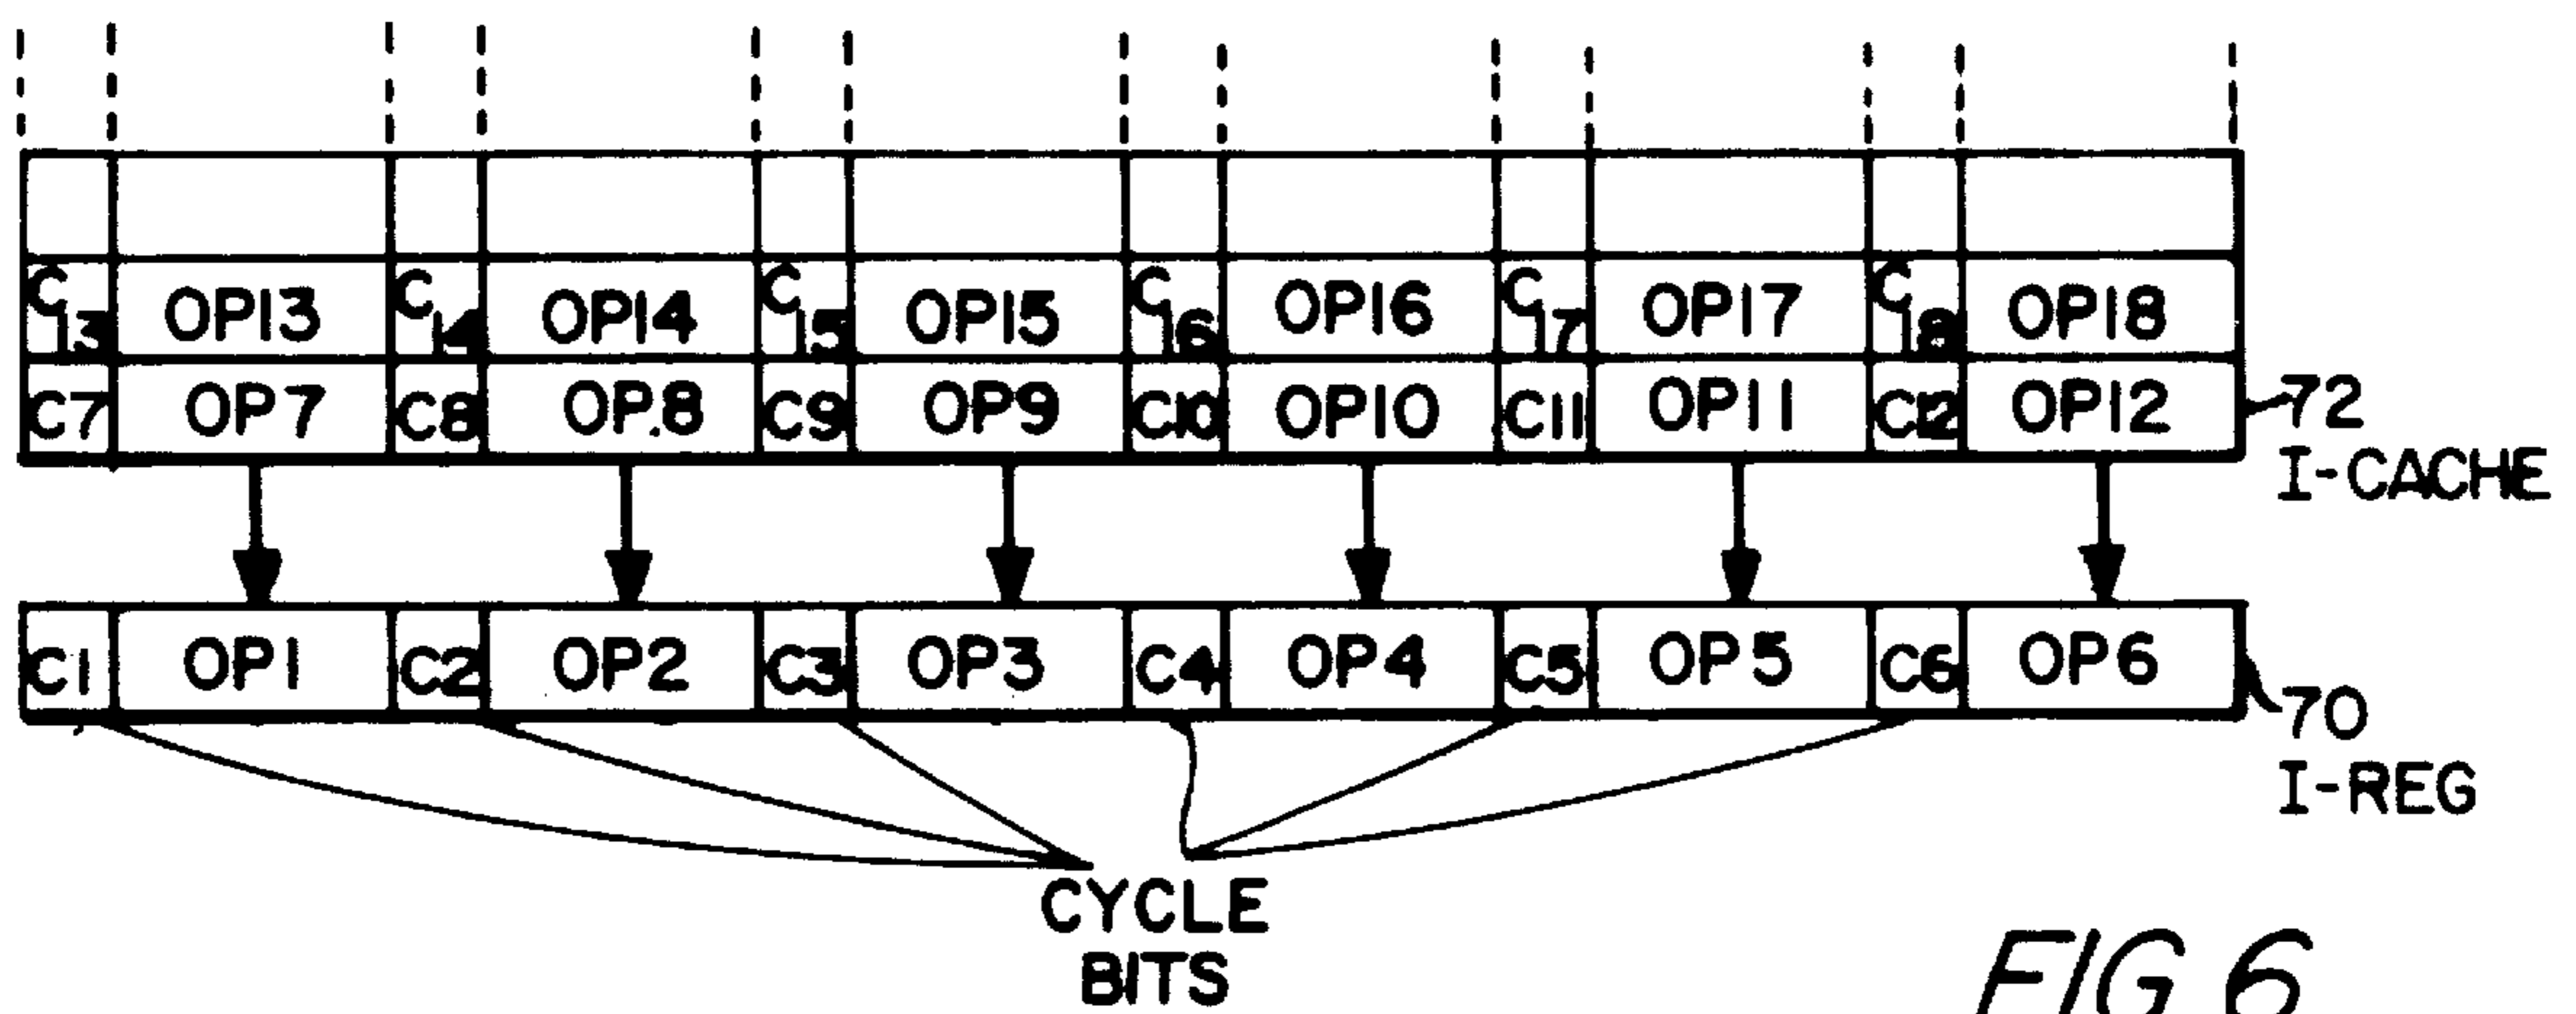 C13 OP13 C14 OP14 C15 OP15 C16 OP16 C17 OP17 C18 OP18
C7 OP7 C8 OP.8 C9 OP9 C10 OP10 C11 OP11 C12 OP12
72
I-CACHE
C1 OP1 C2 OP2 C3 OP3 C4 OP4 C5 OP5 C6 OP6
70
I-REG
CYCLE
BITS
FIG 6